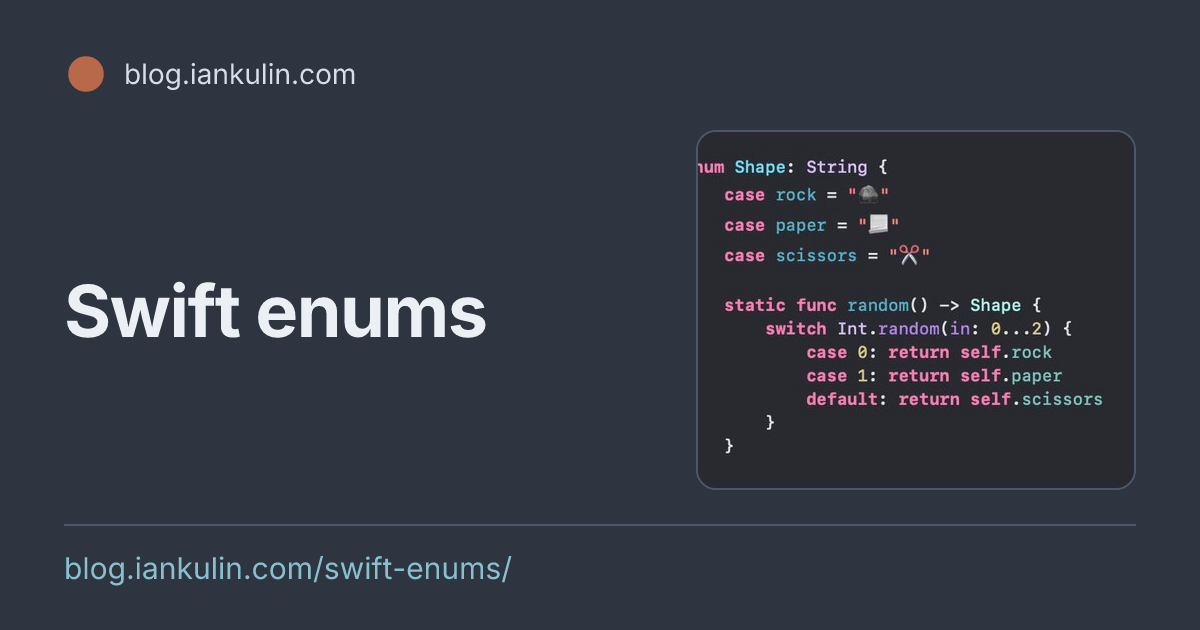 blog.iankulin.com
Swift enums
num Shape: String {
case rock = "🪨"
case paper = "📃"
case scissors = "✂️"
static func random() -> Shape {
switch Int.random(in: 0...2) {
case 0: return self.rock
case 1: return self.paper
default: return self.scissors
}
}
blog.iankulin.com/swift-enums/